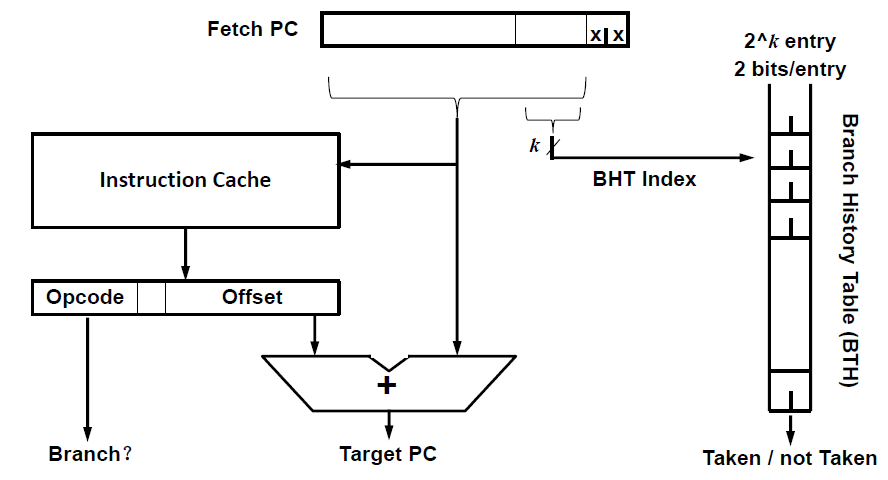 Fetch PC
x x
2^k entry
2 bits/entry
k
BHT Index
Instruction Cache
Opcode
Offset
+
Branch？
Target PC
Branch History Table (BTH)
Taken / not Taken